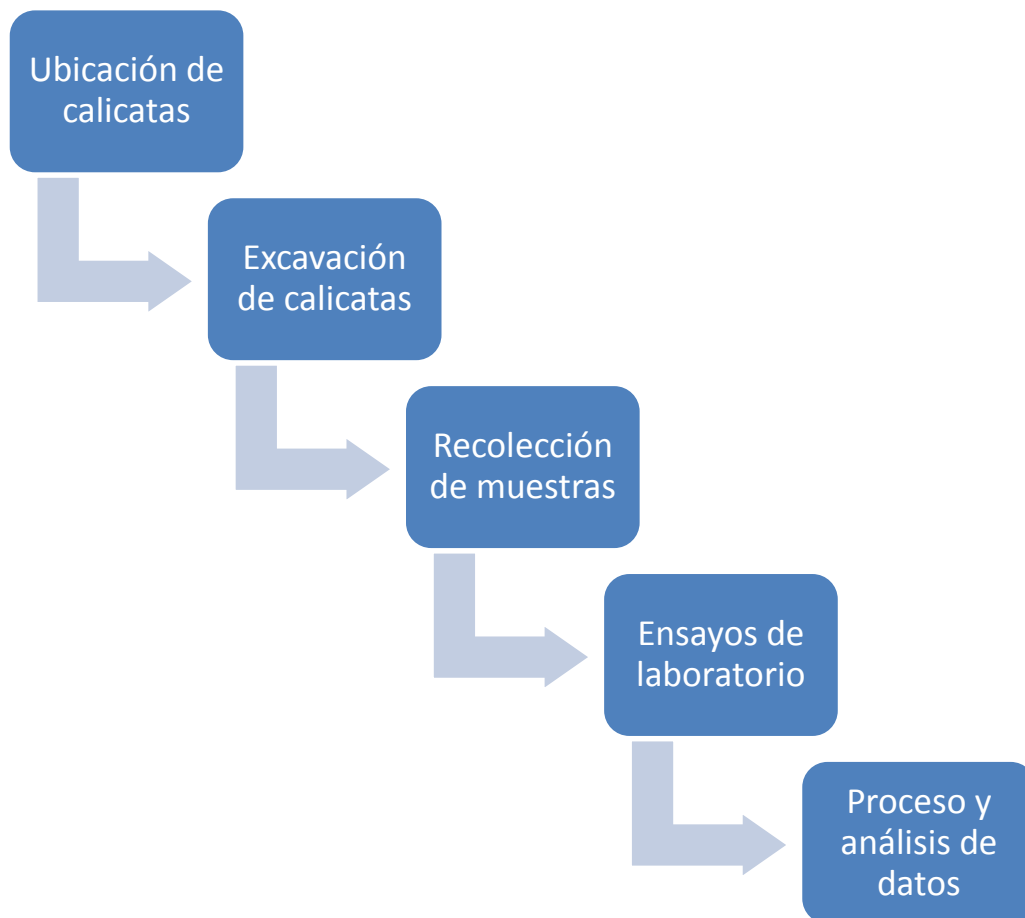 Ubicación de
calicatas
Excavación
de calicatas
Recolección
de muestras
Ensayos de
laboratorio
Proceso y
análisis de
datos